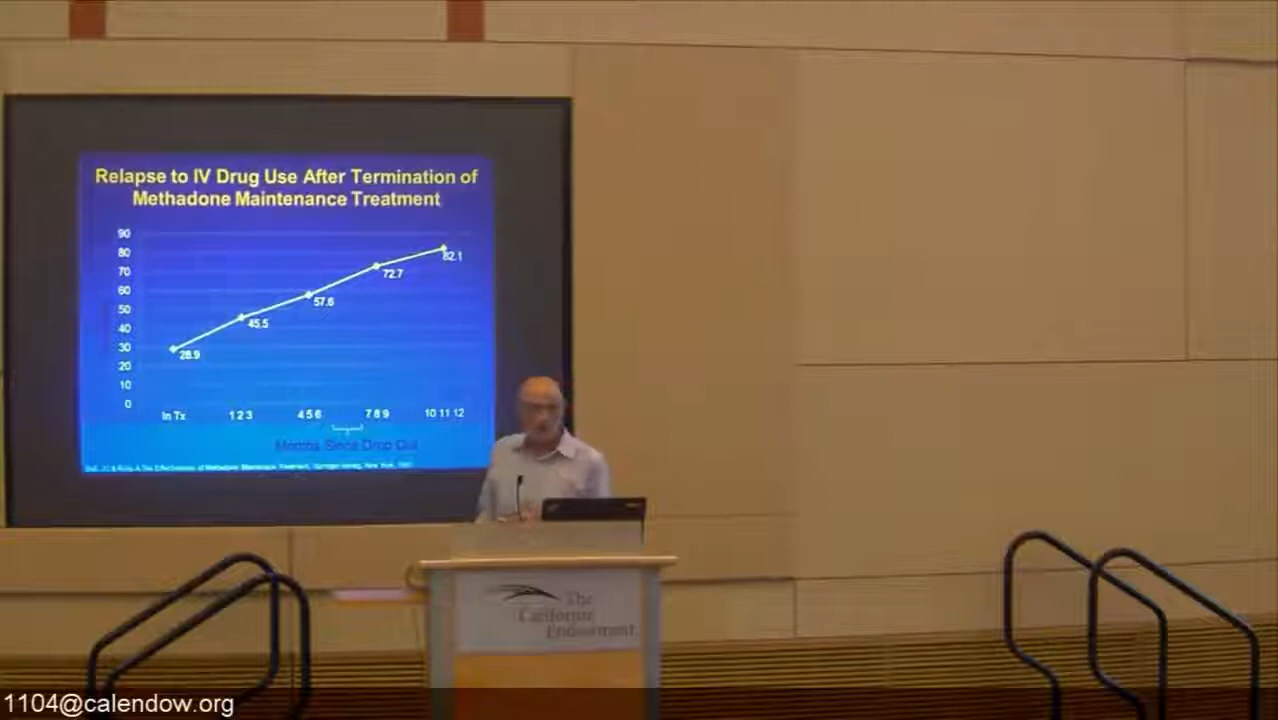 Relapse to IV Drug Use After Termination of
Methadone Maintenance Treatment
90
80
70
60
50
40
30
20
10
0
28.9
45.5
57.6
72.7
82.1
In Tx
1 2 3
4 5 6
7 8 9
10 11 12
Months Since Drop Out
The
California
Endowment
1104@calendow.org